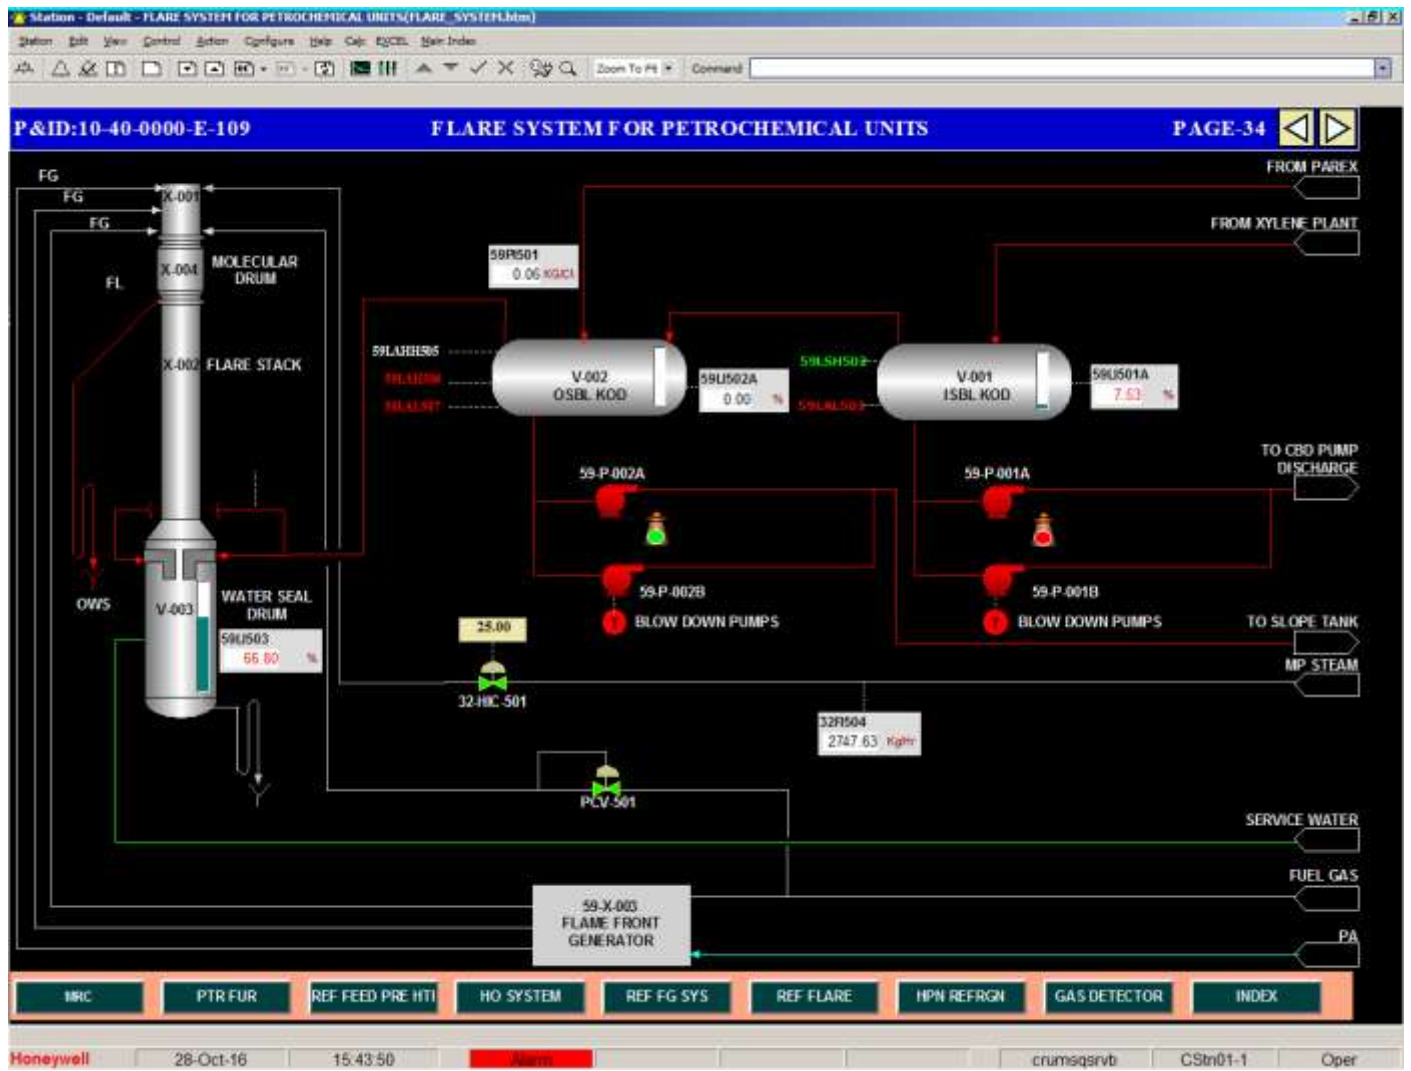 Station - Default - FLARE SYSTEM FOR PETROCHEMICAL UNITS(FLARE_SYSTEM.htm)
Station Edit View Control Action Configure Help Calc EXCEL Main Index
Zoom To Fit Command
P&ID:10-40-0000-E-109 FLARE SYSTEM FOR PETROCHEMICAL UNITS PAGE-34
FROM PAREX
FG
FG
X-001
FG
FROM XYLENE PLANT
59PI501
0.06
MOLECULAR
DRUM
X-004
FL
59LAHH505
X-002 FLARE STACK
V-002
OSBL KOD
59LI502A
0.00 %
59LSH502
V-001
ISBL KOD
59LI501A
7.53 %
TO CBD PUMP
DISCHARGE
59-P-002A
59-P-001A
59-P-002B
59-P-001B
OWS
V-003
WATER SEAL
DRUM
BLOW DOWN PUMPS
BLOW DOWN PUMPS
TO SLOPE TANK
59LI503
66.80 %
25.00
MP STEAM
32-HIC-501
32FI504
2747.63 Kg/Hr
PCV-501
SERVICE WATER
FUEL GAS
59-X-003
FLAME FRONT
GENERATOR
PA
MRC PTR FUR REF FEED PRE HTI HO SYSTEM REF FG SYS REF FLARE HPN REFRGN GAS DETECTOR INDEX
Honeywell 28-Oct-16 15:43:50 Alarm crumsqsrvb CStn01-1 Oper